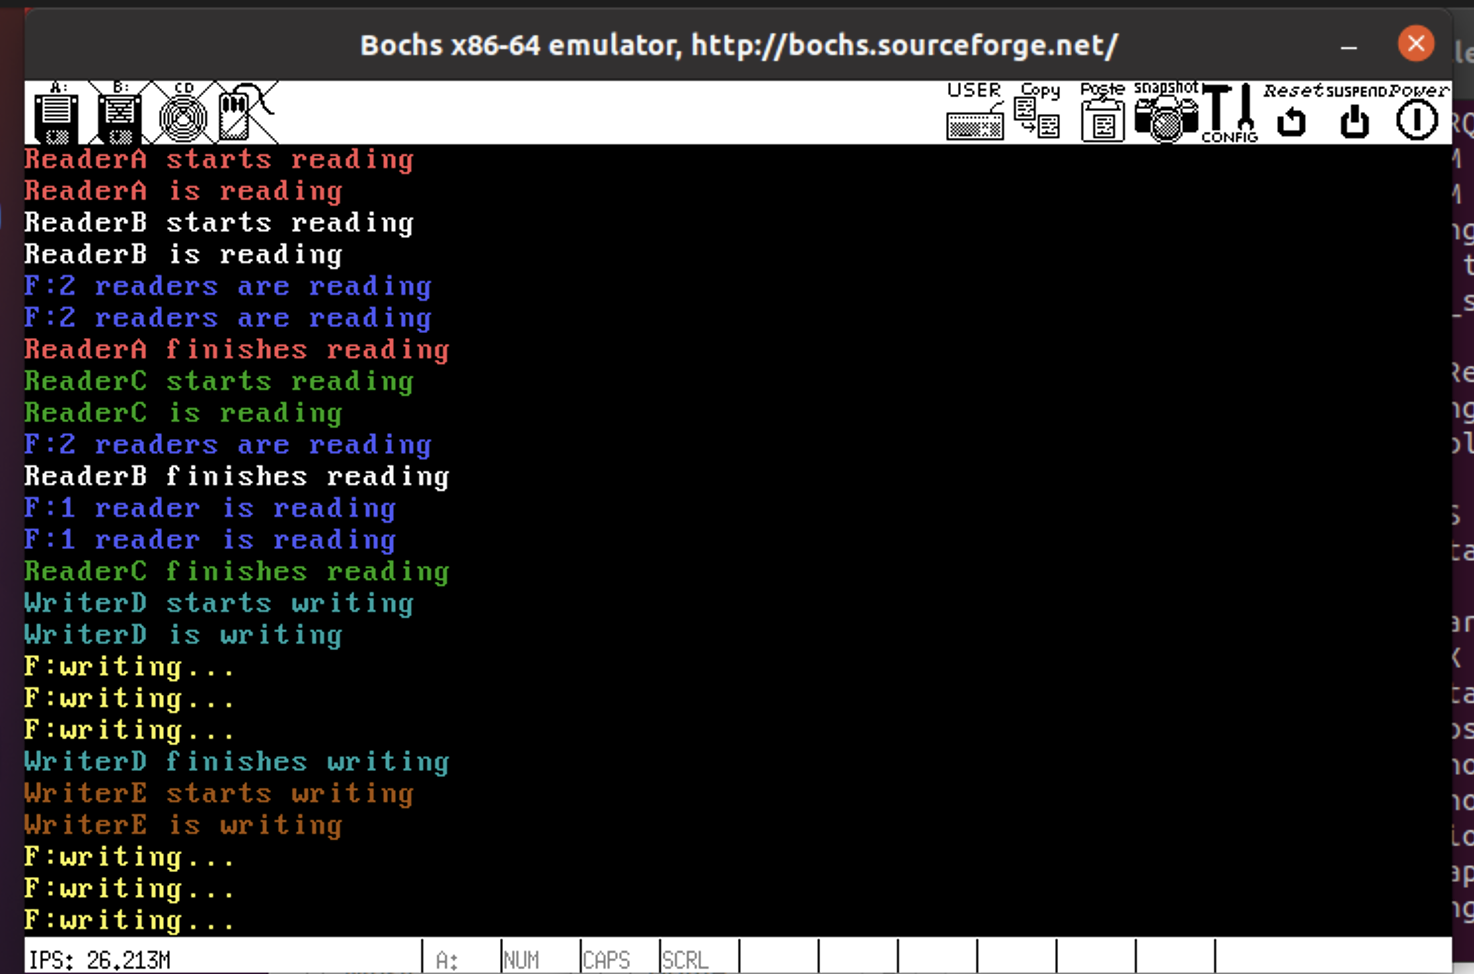 Bochs x86-64 emulator, http://bochs.sourceforge.net/
A: B: CD USER Copy Paste snapshot CONFIG Reset SUSPEND Power
ReaderA starts reading
ReaderA is reading
ReaderB starts reading
ReaderB is reading
F:2 readers are reading
F:2 readers are reading
ReaderA finishes reading
ReaderC starts reading
ReaderC is reading
F:2 readers are reading
ReaderB finishes reading
F:1 reader is reading
F:1 reader is reading
ReaderC finishes reading
WriterD starts writing
WriterD is writing
F:writing...
F:writing...
F:writing...
WriterD finishes writing
WriterE starts writing
WriterE is writing
F:writing...
F:writing...
F:writing...
IPS: 26.213M A: NUM CAPS SCRL